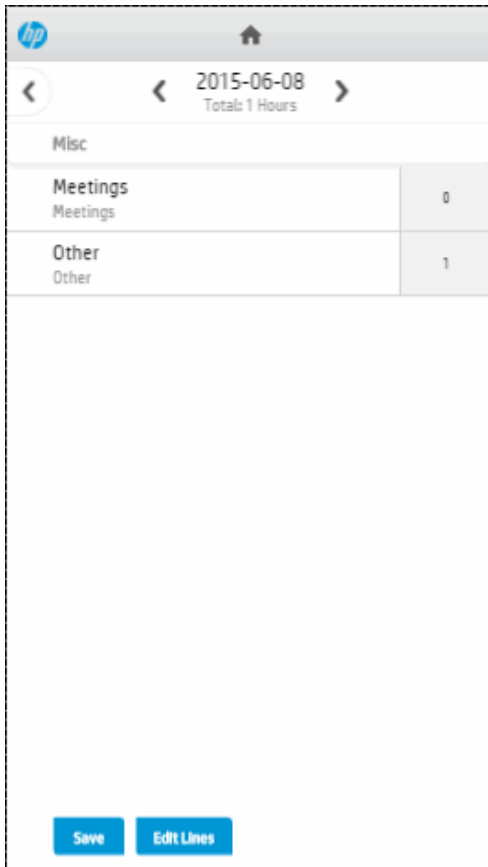 hp
2015-06-08
Total: 1 Hours
Misc
Meetings
Meetings
0
Other
Other
1
Save
Edit Lines